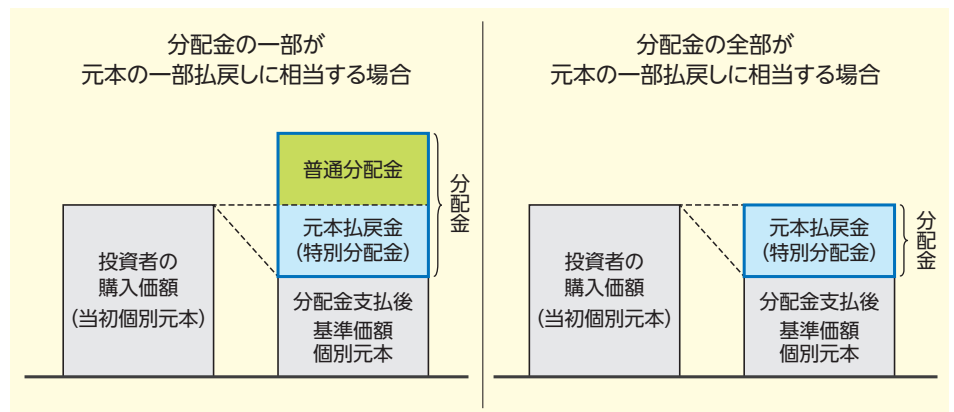 分配金の一部が
元本の一部払戻しに相当する場合
普通分配金
元本払戻金
(特別分配金)
分配金
投資者の
購入価額
(当初個別元本)
分配金支払後
基準価額
個別元本
分配金の全部が
元本の一部払戻しに相当する場合
元本払戻金
(特別分配金)
分配金
投資者の
購入価額
(当初個別元本)
分配金支払後
基準価額
個別元本